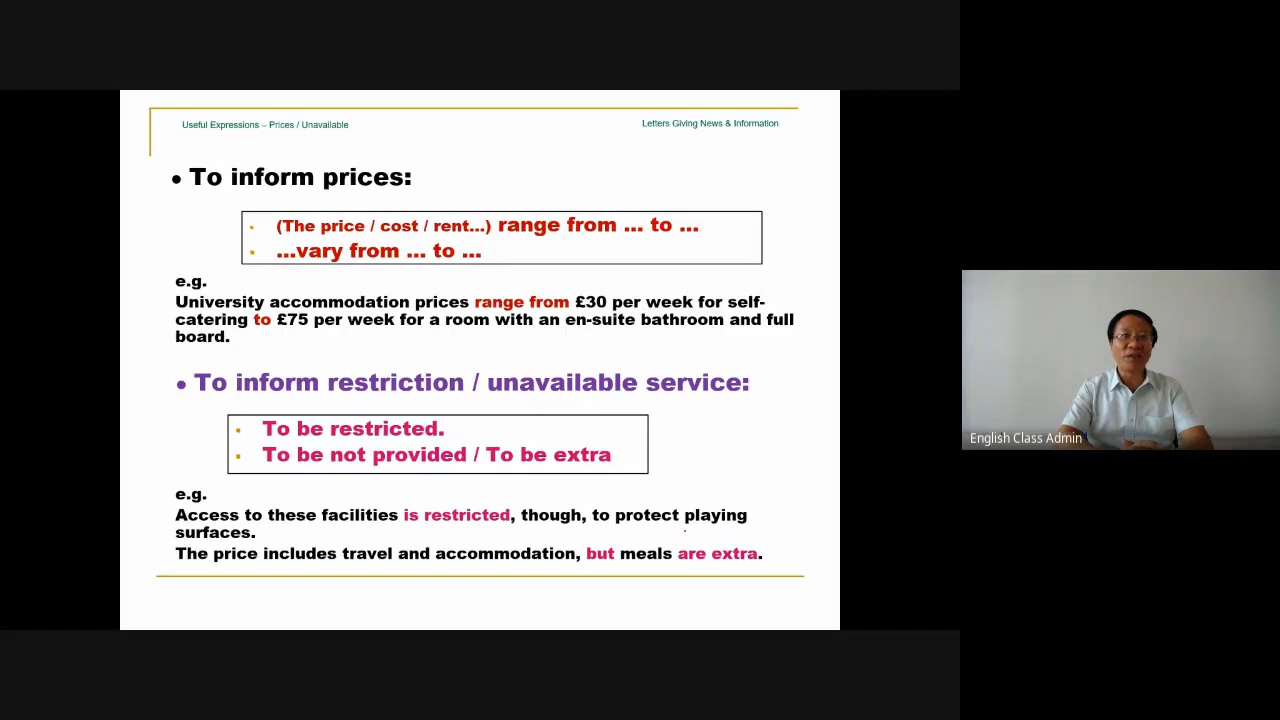 Useful Expressions – Prices / Unavailable
Letters Giving News & Information
• To inform prices:
▪ (The price / cost / rent...) range from ... to ...
▪ ...vary from ... to ...
e.g.
University accommodation prices range from £30 per week for self-
catering to £75 per week for a room with an en-suite bathroom and full
board.
• To inform restriction / unavailable service:
▪ To be restricted.
▪ To be not provided / To be extra
e.g.
Access to these facilities is restricted, though, to protect playing
surfaces.
The price includes travel and accommodation, but meals are extra.
English Class Admin